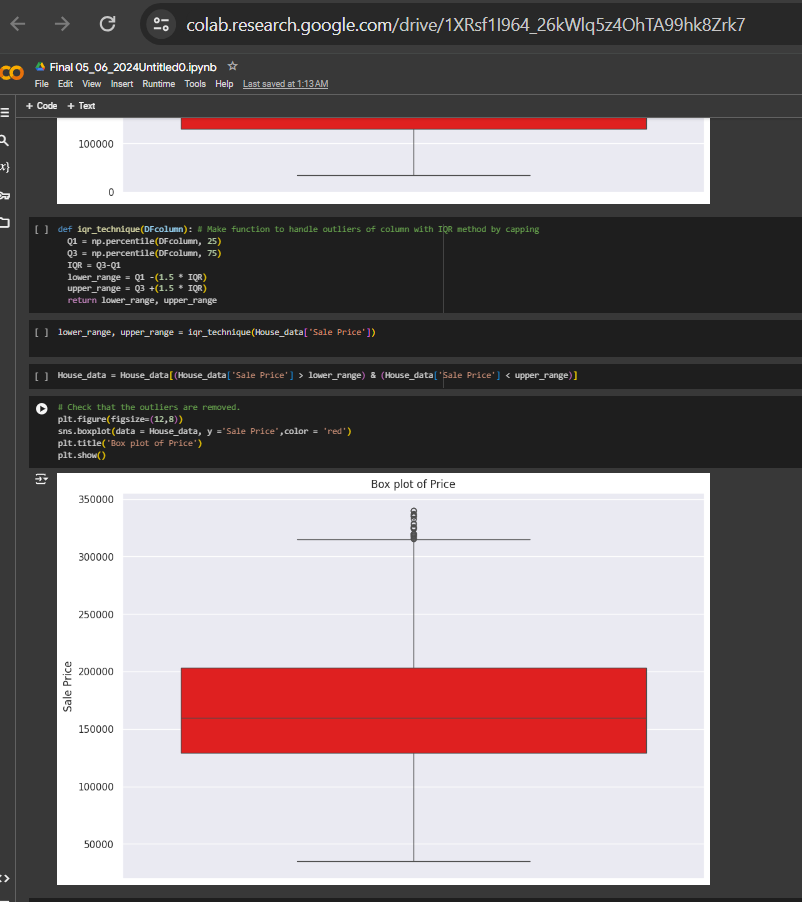 colab.research.google.com/drive/1XRsf1I964_26kWlq5z4OhTA99hk8Zrk7
Final 05_06_2024Untitled0.ipynb
File Edit View Insert Runtime Tools Help Last saved at 1:13 AM
+ Code + Text
100000
0
[ ] def iqr_technique(DFcolumn): # Make function to handle outliers of column with IQR method by capping
Q1 = np.percentile(DFcolumn, 25)
Q3 = np.percentile(DFcolumn, 75)
IQR = Q3-Q1
lower_range = Q1 -(1.5 * IQR)
upper_range = Q3 +(1.5 * IQR)
return lower_range, upper_range
[ ] lower_range, upper_range = iqr_technique(House_data['Sale Price'])
[ ] House_data = House_data[(House_data['Sale Price'] > lower_range) & (House_data['Sale Price'] < upper_range)]
# Check that the outliers are removed.
plt.figure(figsize=(12,8))
sns.boxplot(data = House_data, y ='Sale Price',color = 'red')
plt.title('Box plot of Price')
plt.show()
Box plot of Price
350000
300000
250000
200000
150000
100000
50000
Sale Price